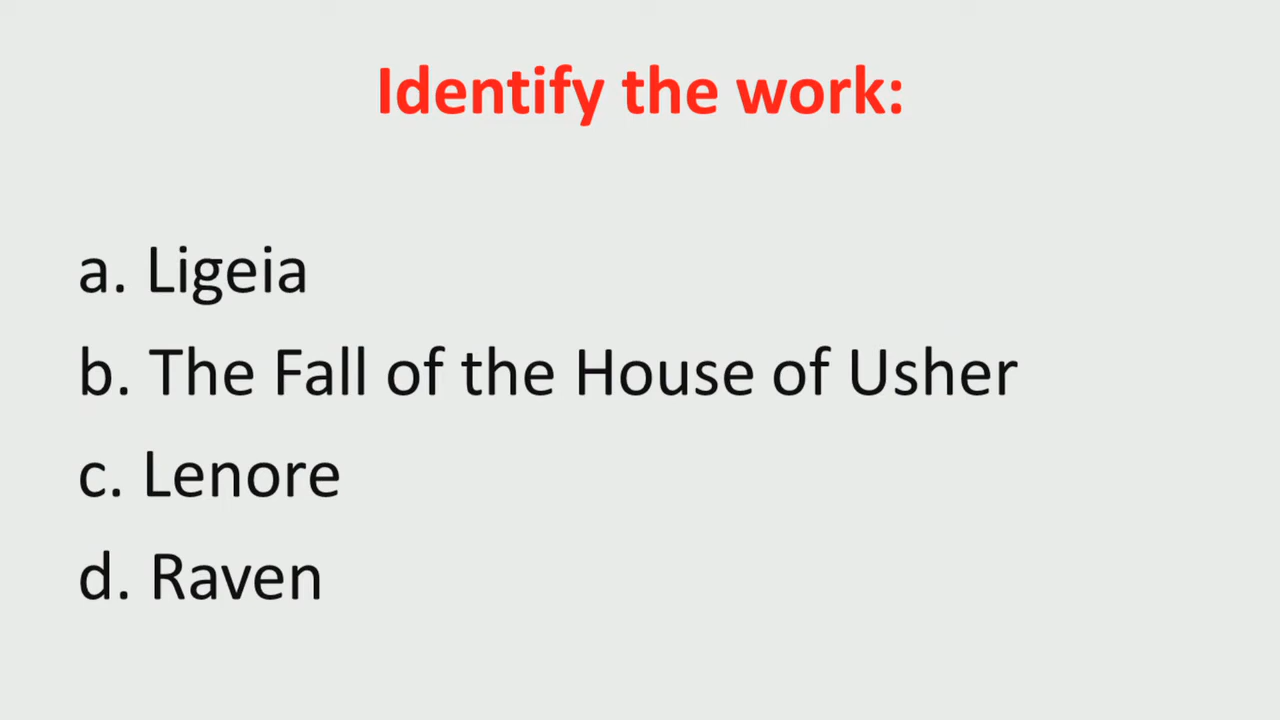 Identify the work:
a. Ligeia
b. The Fall of the House of Usher
c. Lenore
d. Raven